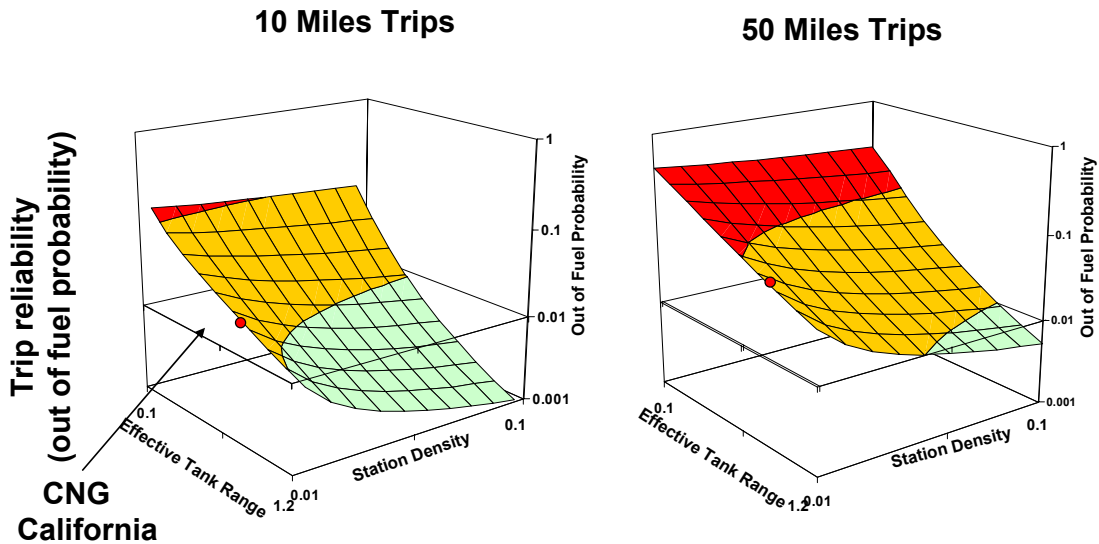 10 Miles Trips
50 Miles Trips
Trip reliability
(out of fuel probability)
1
0.1
0.01
0.001
Out of Fuel Probability
0.1
Effective Tank Range
1.2
0.01
Station Density
0.1
CNG
California
1
0.1
0.01
0.001
Out of Fuel Probability
0.1
Effective Tank Range
1.2
0.01
Station Density
0.1